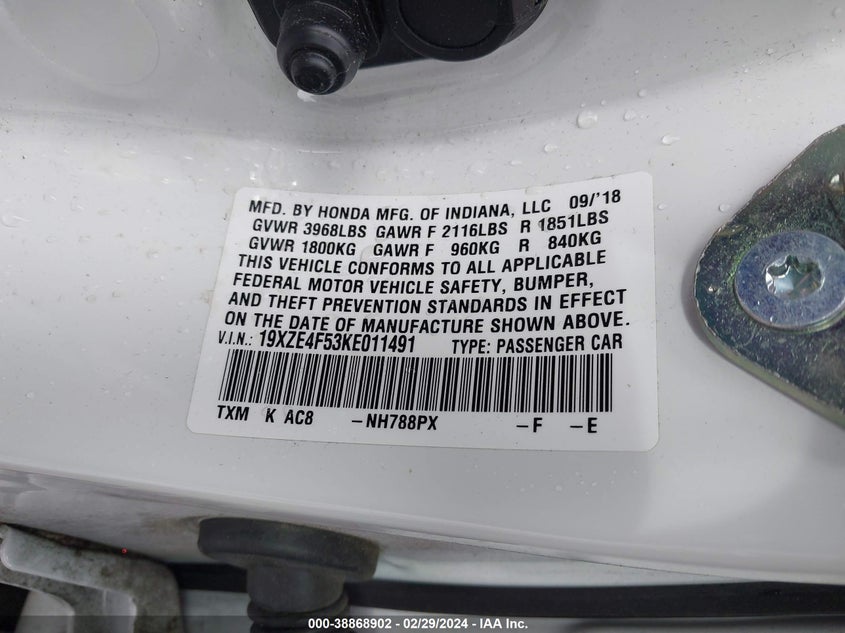 MFD. BY HONDA MFG. OF INDIANA, LLC 09/'18
GVWR 3968LBS GAWR F 2116LBS R 1851LBS
GVWR 1800KG GAWR F 960KG R 840KG
THIS VEHICLE CONFORMS TO ALL APPLICABLE
FEDERAL MOTOR VEHICLE SAFETY, BUMPER,
AND THEFT PREVENTION STANDARDS IN EFFECT
ON THE DATE OF MANUFACTURE SHOWN ABOVE.
V.I.N.: 19XZE4F53KE011491 TYPE: PASSENGER CAR
TXM K AC8 -NH788PX -F -E
000-38868902 - 02/29/2024 - IAA Inc.